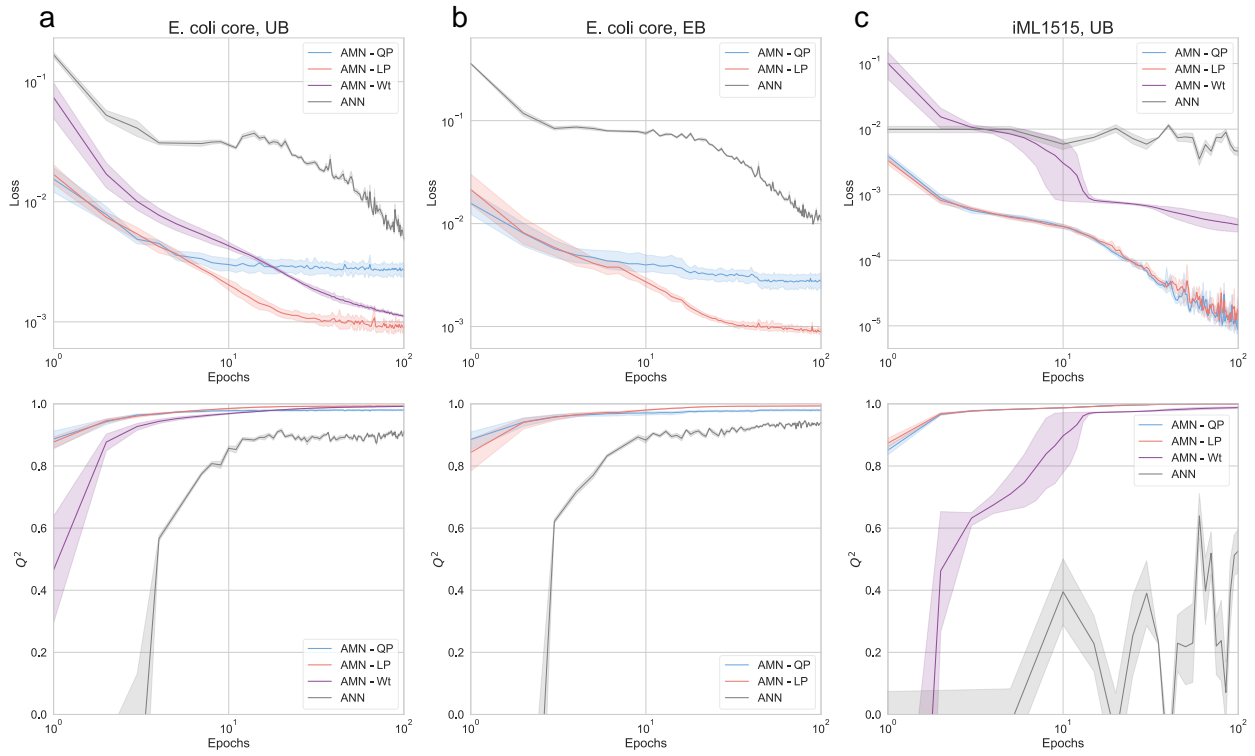 a
E. coli core, UB
AMN - QP
AMN - LP
AMN - Wt
ANN
10⁻¹
10⁻²
10⁻³
Loss
10⁰
10¹
10²
Epochs
b
E. coli core, EB
AMN - QP
AMN - LP
ANN
10⁰
10⁻¹
10⁻²
10⁻³
Loss
10⁰
10¹
10²
Epochs
c
iML1515, UB
AMN - QP
AMN - LP
AMN - Wt
ANN
10⁻¹
10⁻²
10⁻³
10⁻⁴
10⁻⁵
Loss
10⁰
10¹
10²
Epochs
1.0
0.8
0.6
0.4
0.2
0.0
Q²
AMN - QP
AMN - LP
AMN - Wt
ANN
10⁰
10¹
10²
Epochs
1.0
0.8
0.6
0.4
0.2
0.0
Q²
AMN - QP
AMN - LP
ANN
10⁰
10¹
10²
Epochs
1.0
0.8
0.6
0.4
0.2
0.0
Q²
AMN - QP
AMN - LP
AMN - Wt
ANN
10⁰
10¹
10²
Epochs